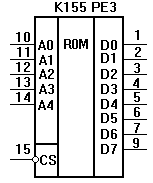 K155 PE3
10 A0 ROM D0 1
11 A1 D1 2
12 A2 D2 3
13 A3 D3 4
14 A4 D4 5
D5 6
D6 7
15 CS D7 9